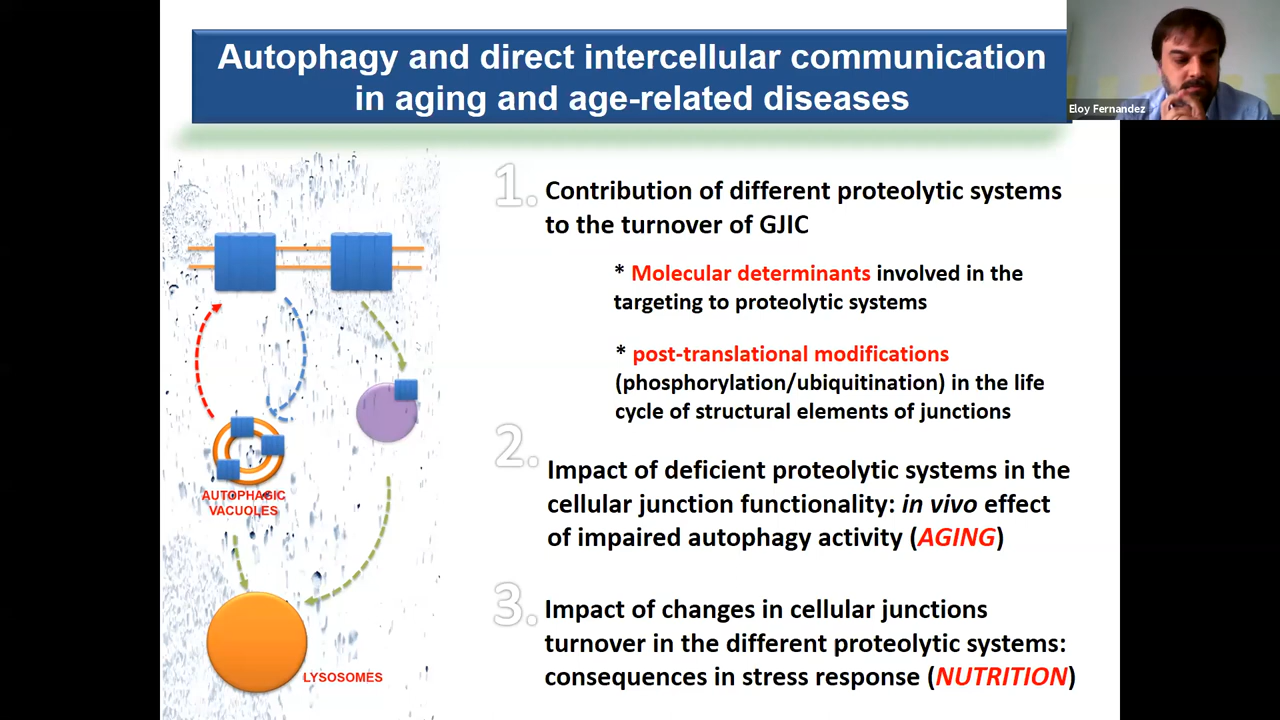 Autophagy and direct intercellular communication
in aging and age-related diseases
Eloy Fernandez
1. Contribution of different proteolytic systems
to the turnover of GJIC
* Molecular determinants involved in the
targeting to proteolytic systems
* post-translational modifications
(phosphorylation/ubiquitination) in the life
cycle of structural elements of junctions
2. Impact of deficient proteolytic systems in the
cellular junction functionality: in vivo effect
of impaired autophagy activity (AGING)
3. Impact of changes in cellular junctions
turnover in the different proteolytic systems:
consequences in stress response (NUTRITION)
AUTOPHAGIC
VACUOLES
LYSOSOMES